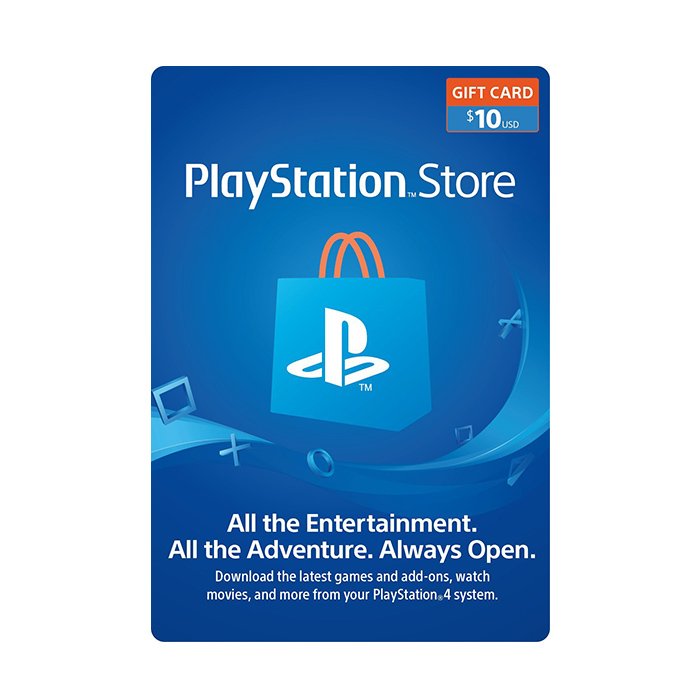 GIFT CARD
$10 USD
PlayStation™ Store
TM
All the Entertainment.
All the Adventure. Always Open.
Download the latest games and add-ons, watch
movies, and more from your PlayStation®4 system.